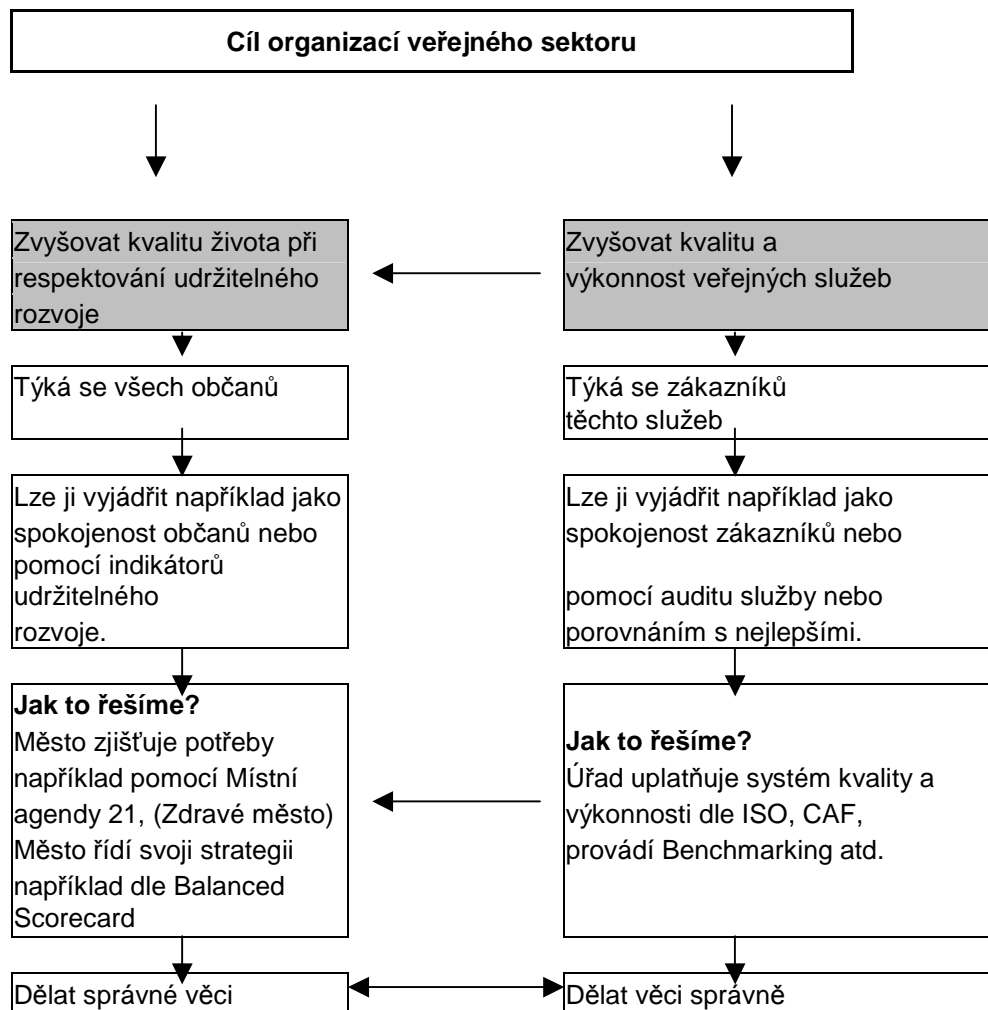 Cíl organizací veřejného sektoru
Zvyšovat kvalitu života při
respektování udržitelného
rozvoje
Zvyšovat kvalitu a
výkonnost veřejných služeb
Týká se všech občanů
Týká se zákazníků
těchto služeb
Lze ji vyjádřit například jako
spokojenost občanů nebo
pomocí indikátorů
udržitelného
rozvoje.
Lze ji vyjádřit například jako
spokojenost zákazníků nebo
pomocí auditu služby nebo
porovnáním s nejlepšími.
Jak to řešíme?
Město zjišťuje potřeby
například pomocí Místní
agendy 21, (Zdravé město)
Město řídí svoji strategii
například dle Balanced
Scorecard
Jak to řešíme?
Úřad uplatňuje systém kvality a
výkonnosti dle ISO, CAF,
provádí Benchmarking atd.
Dělat správné věci
Dělat věci správně